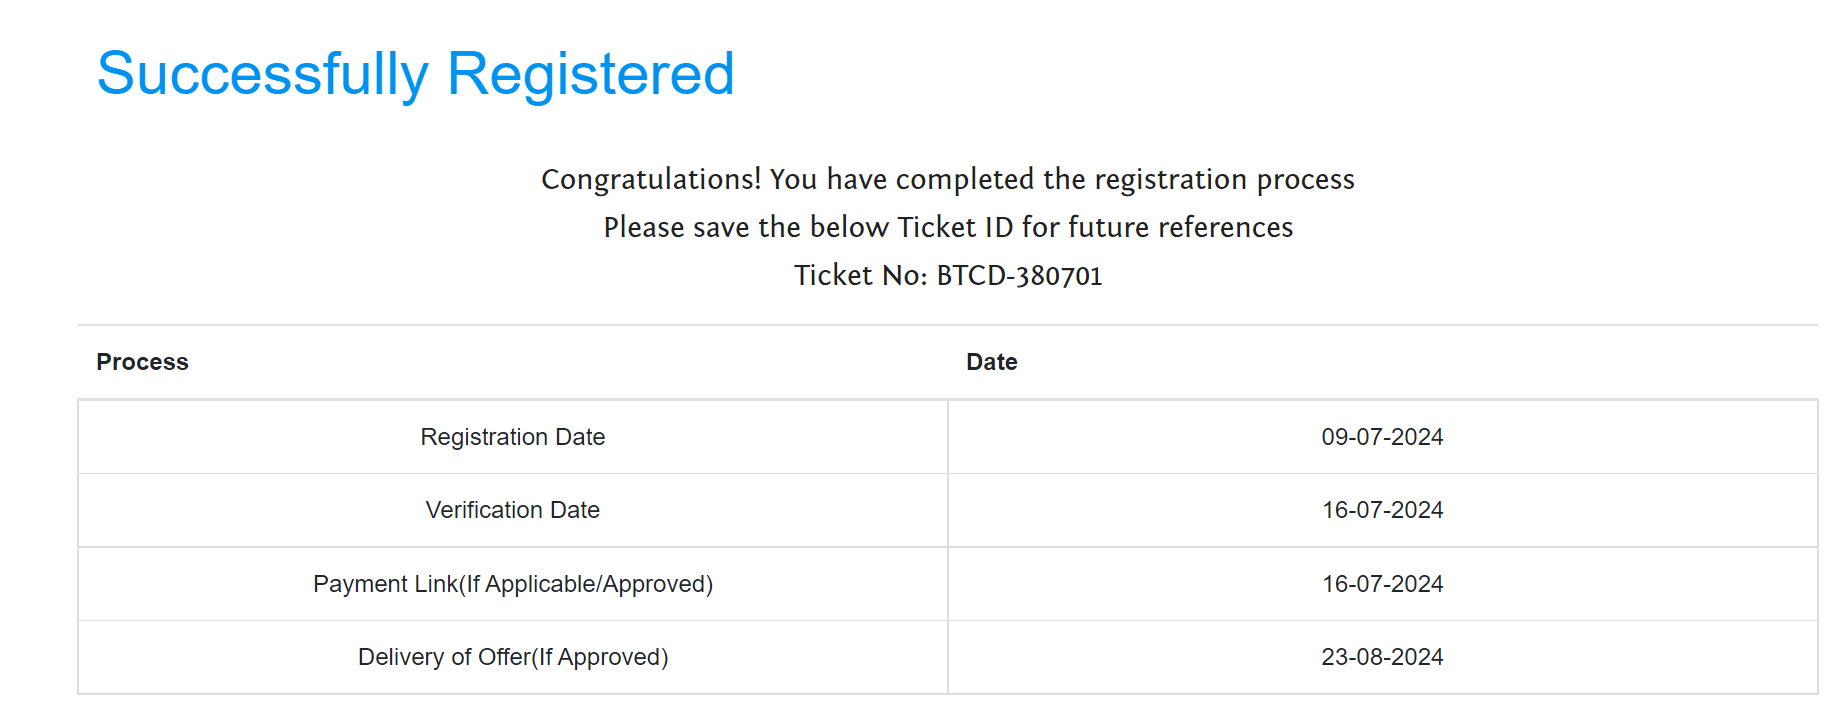 Successfully Registered
Congratulations! You have completed the registration process
Please save the below Ticket ID for future references
Ticket No: BTCD-380701
Process Date
Registration Date 09-07-2024
Verification Date 16-07-2024
Payment Link(If Applicable/Approved) 16-07-2024
Delivery of Offer(If Approved) 23-08-2024